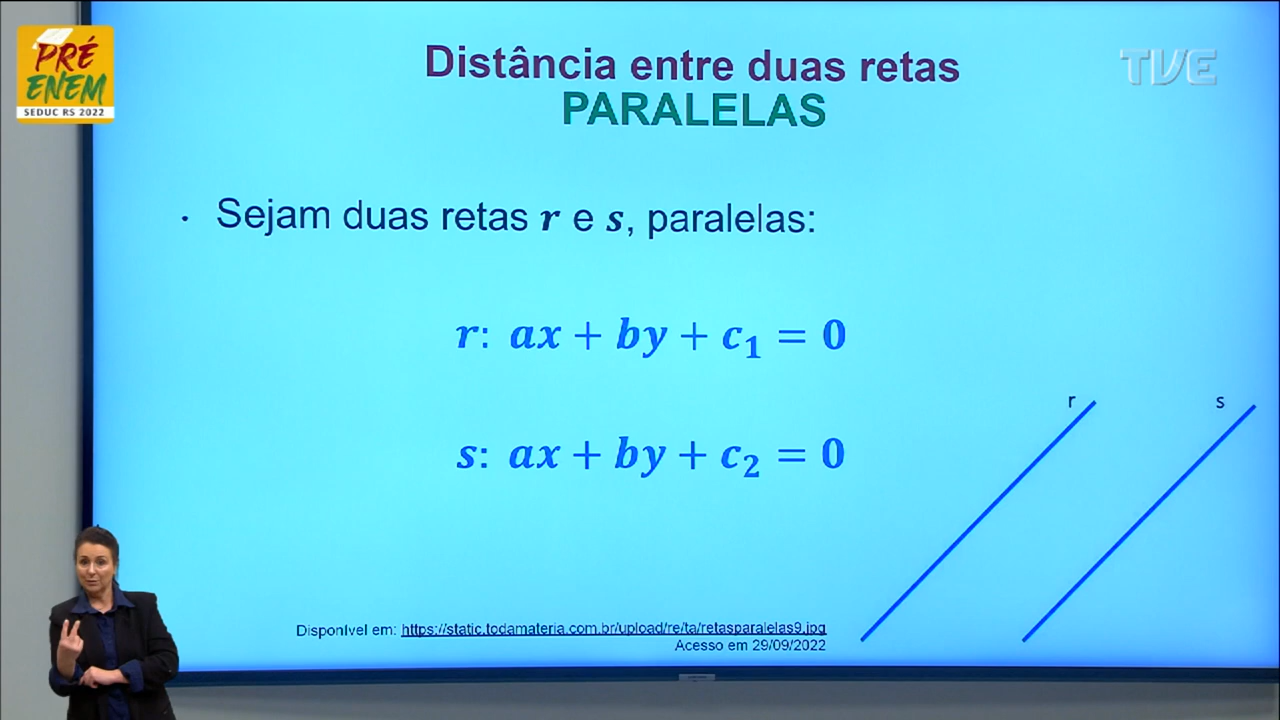 PRÉ
ENEM
SEDUC RS 2022
TVE
Distância entre duas retas
PARALELAS
· Sejam duas retas r e s, paralelas:
r: ax + by + c₁ = 0
s: ax + by + c₂ = 0
r
s
Disponível em: https://static.todamateria.com.br/upload/re/ta/retasparalelas9.jpg
Acesso em 29/09/2022